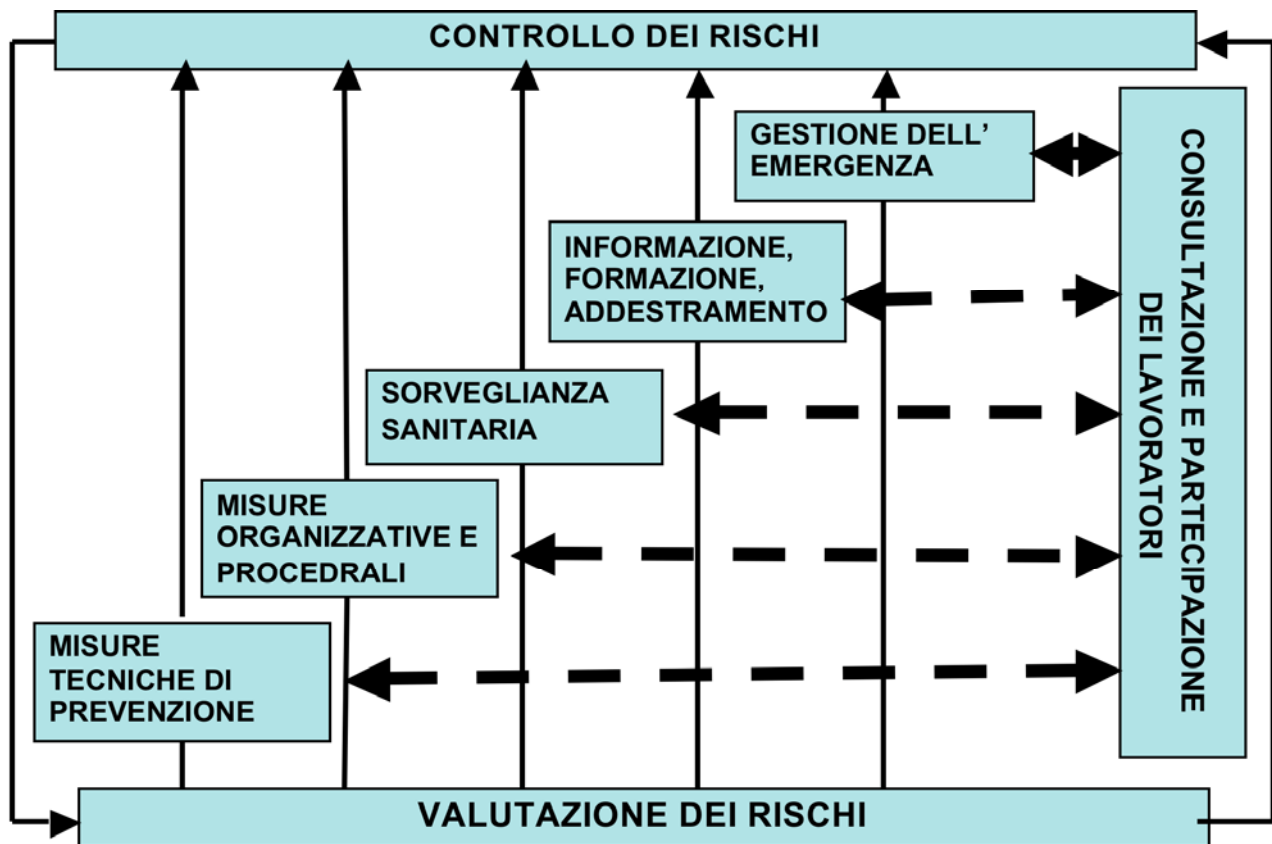 CONTROLLO DEI RISCHI
GESTIONE DELL'
EMERGENZA
INFORMAZIONE,
FORMAZIONE,
ADDESTRAMENTO
SORVEGLIANZA
SANITARIA
MISURE
ORGANIZZATIVE E
PROCEDRALI
MISURE
TECNICHE DI
PREVENZIONE
CONSULTAZIONE E PARTECIPAZIONE
DEI LAVORATORI
VALUTAZIONE DEI RISCHI